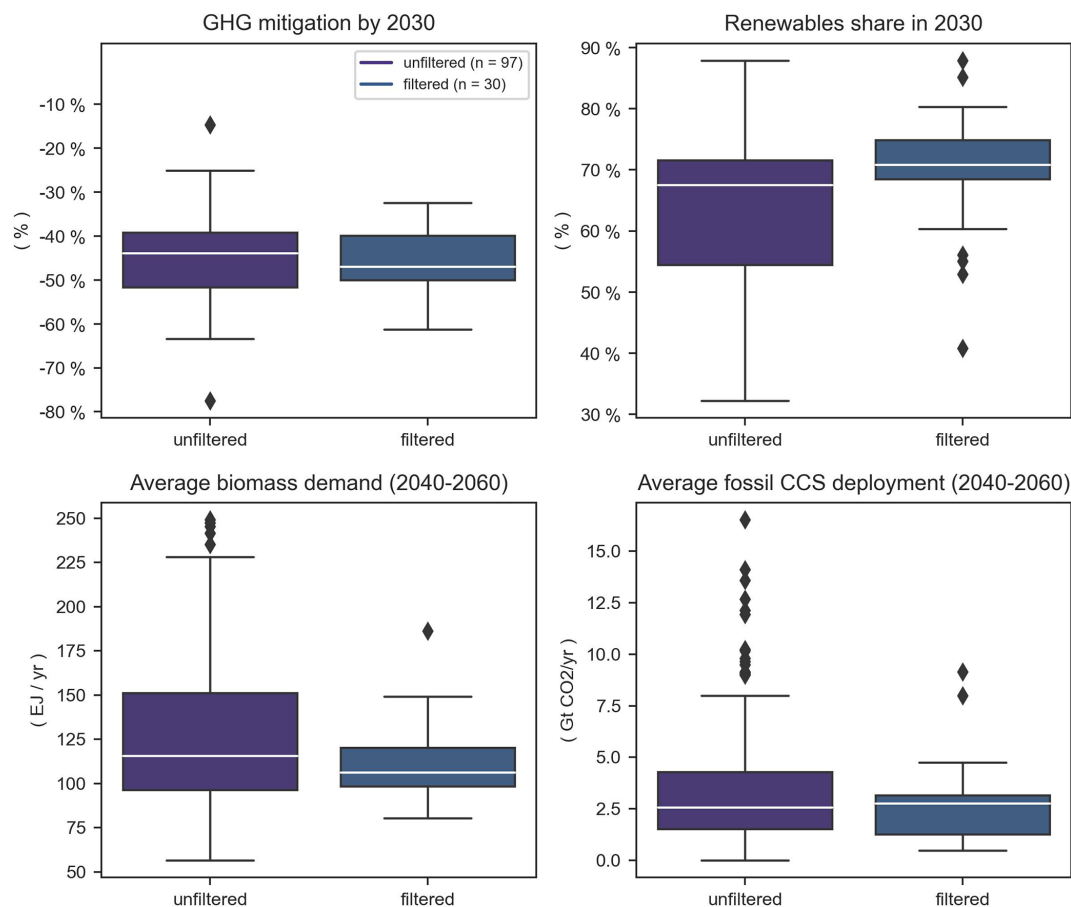 GHG mitigation by 2030
( % )
-10 %
-20 %
-30 %
-40 %
-50 %
-60 %
-70 %
-80 %
unfiltered (n = 97)
filtered (n = 30)
unfiltered
filtered
Renewables share in 2030
( % )
90 %
80 %
70 %
60 %
50 %
40 %
30 %
unfiltered
filtered
Average biomass demand (2040-2060)
( EJ / yr )
250
225
200
175
150
125
100
75
50
unfiltered
filtered
Average fossil CCS deployment (2040-2060)
( Gt CO2/yr )
15.0
12.5
10.0
7.5
5.0
2.5
0.0
unfiltered
filtered